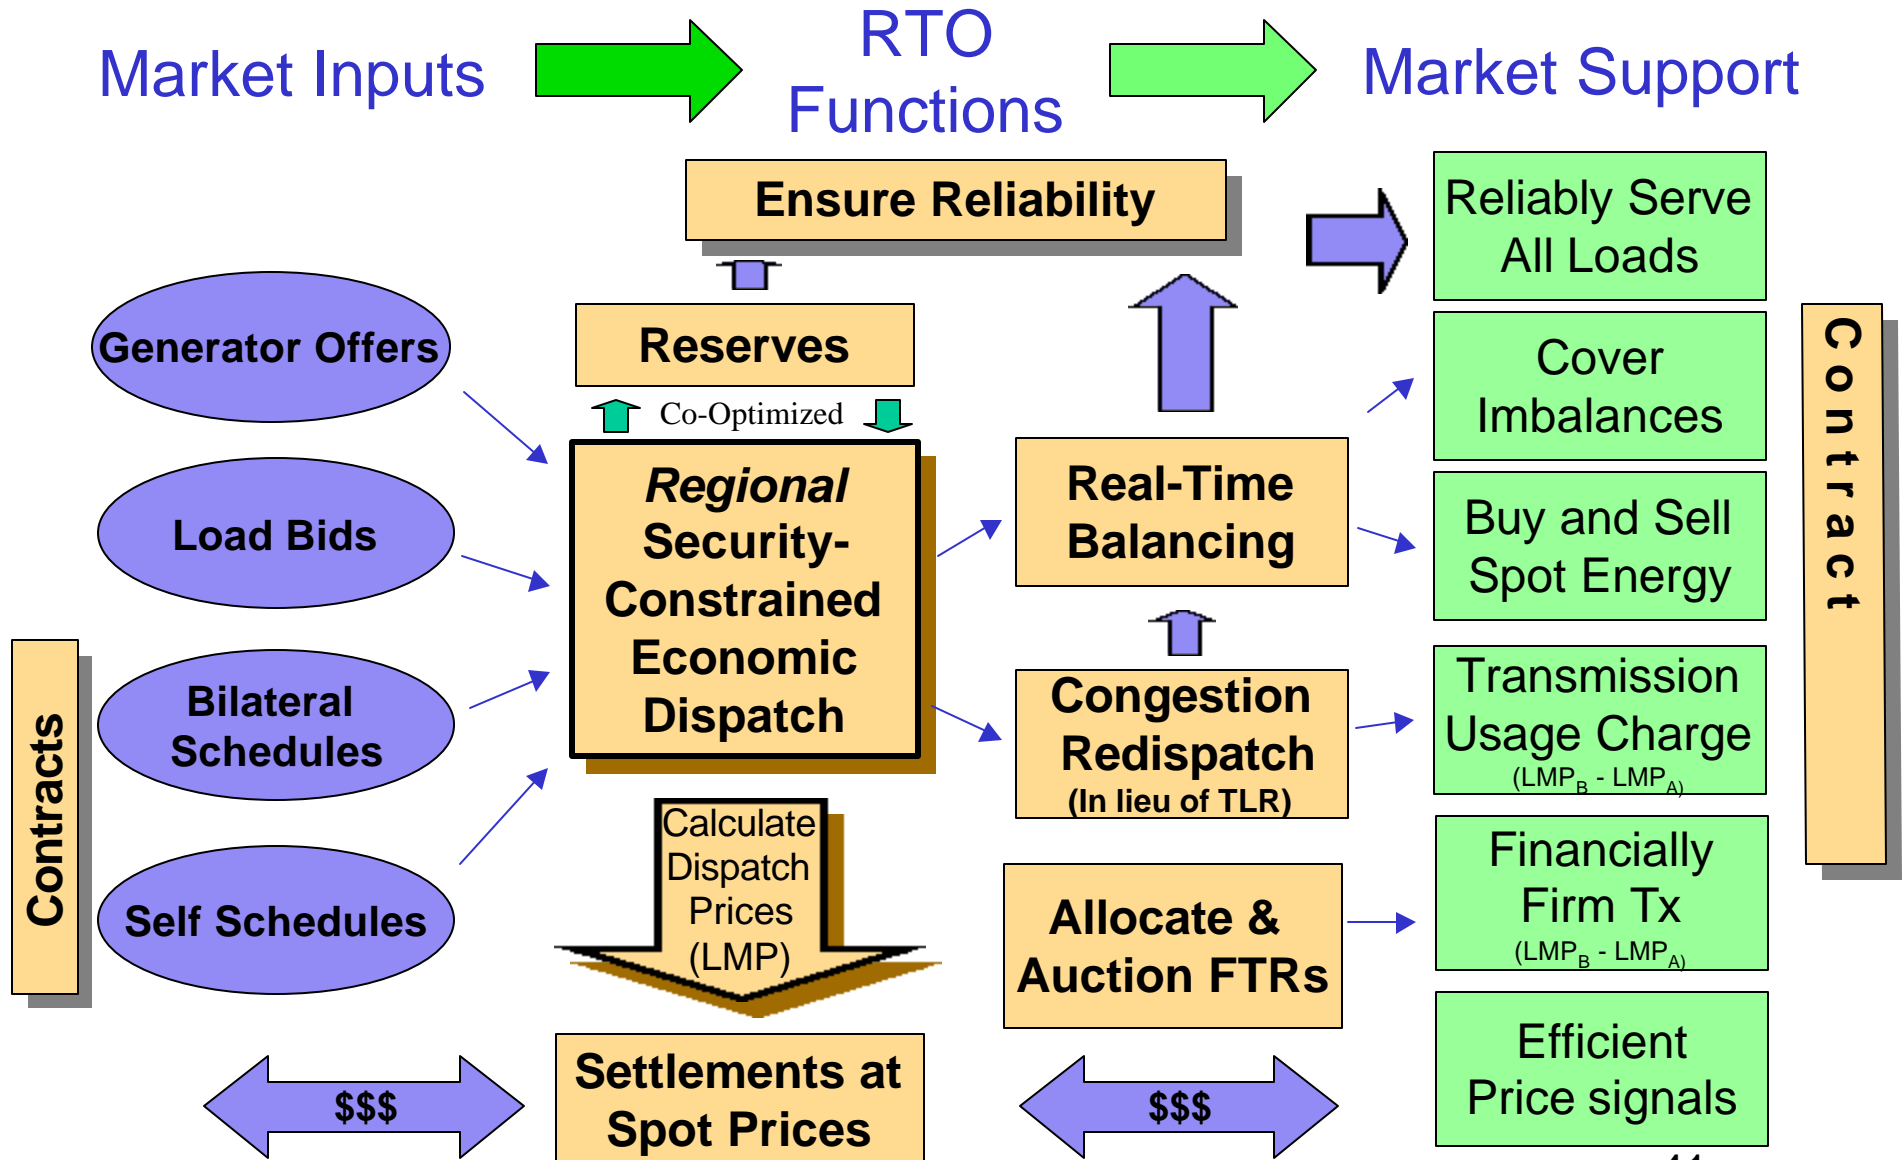 Market Inputs
RTO
Functions
Market Support
Ensure Reliability
Reliably Serve
All Loads
Generator Offers
Reserves
Cover
Imbalances
Co-Optimized
Load Bids
Regional
Security-
Constrained
Economic
Dispatch
Real-Time
Balancing
Buy and Sell
Spot Energy
Contract
Contracts
Bilateral
Schedules
Congestion
Redispatch
(In lieu of TLR)
Transmission
Usage Charge
(LMPB - LMPA)
Self Schedules
Calculate
Dispatch
Prices
(LMP)
Allocate &
Auction FTRs
Financially
Firm Tx
(LMPB - LMPA)
$$$
Settlements at
Spot Prices
$$$
Efficient
Price signals